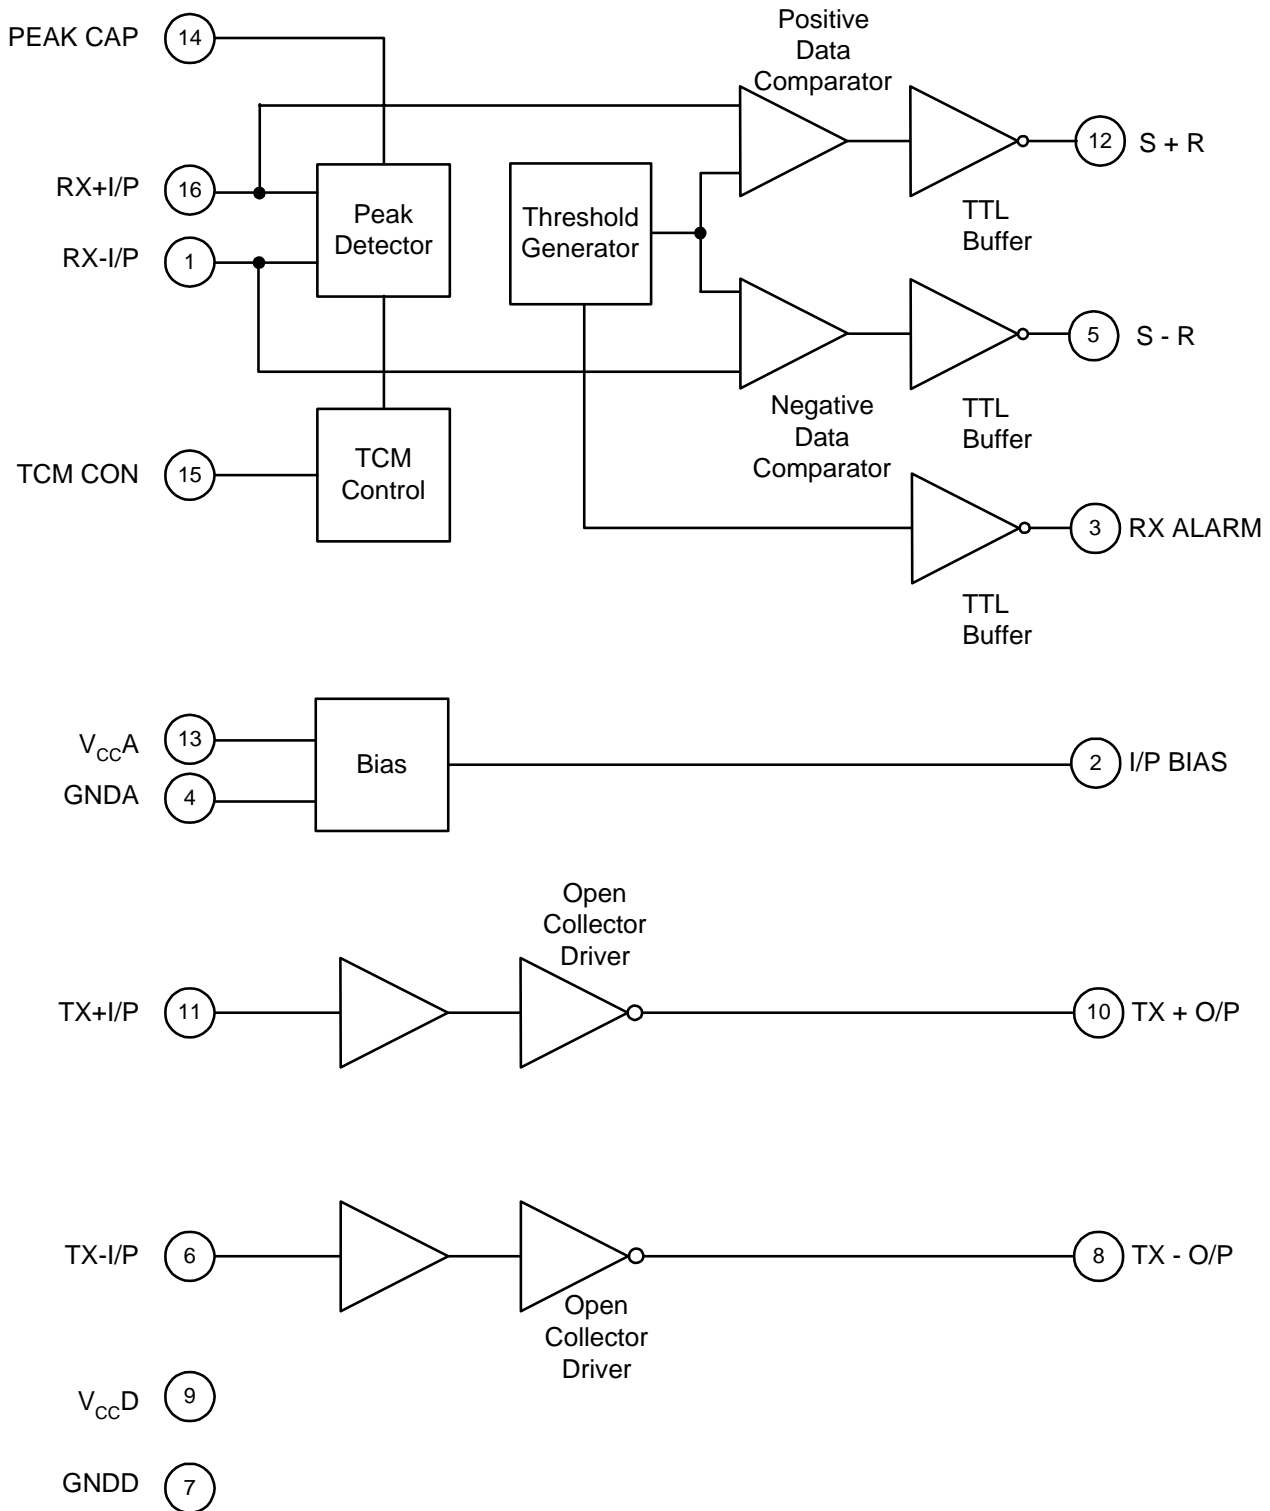 PEAK CAP 14
Positive
Data
Comparator
RX+I/P 16
RX-I/P 1
Peak
Detector
Threshold
Generator
12 S + R
TTL
Buffer
5 S - R
TTL
Buffer
Negative
Data
Comparator
TCM CON 15
TCM
Control
3 RX ALARM
TTL
Buffer
VCCA 13
GNDA 4
Bias
2 I/P BIAS
Open
Collector
Driver
TX+I/P 11
10 TX + O/P
TX-I/P 6
8 TX - O/P
Open
Collector
Driver
VCCD 9
GNDD 7